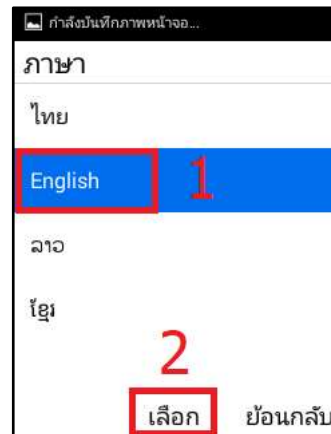 กำลังบันทึกภาพหน้าจอ...
ภาษา
ไทย
English 1
ລາວ
ខ្មែរ
2
เลือก ย้อนกลับ